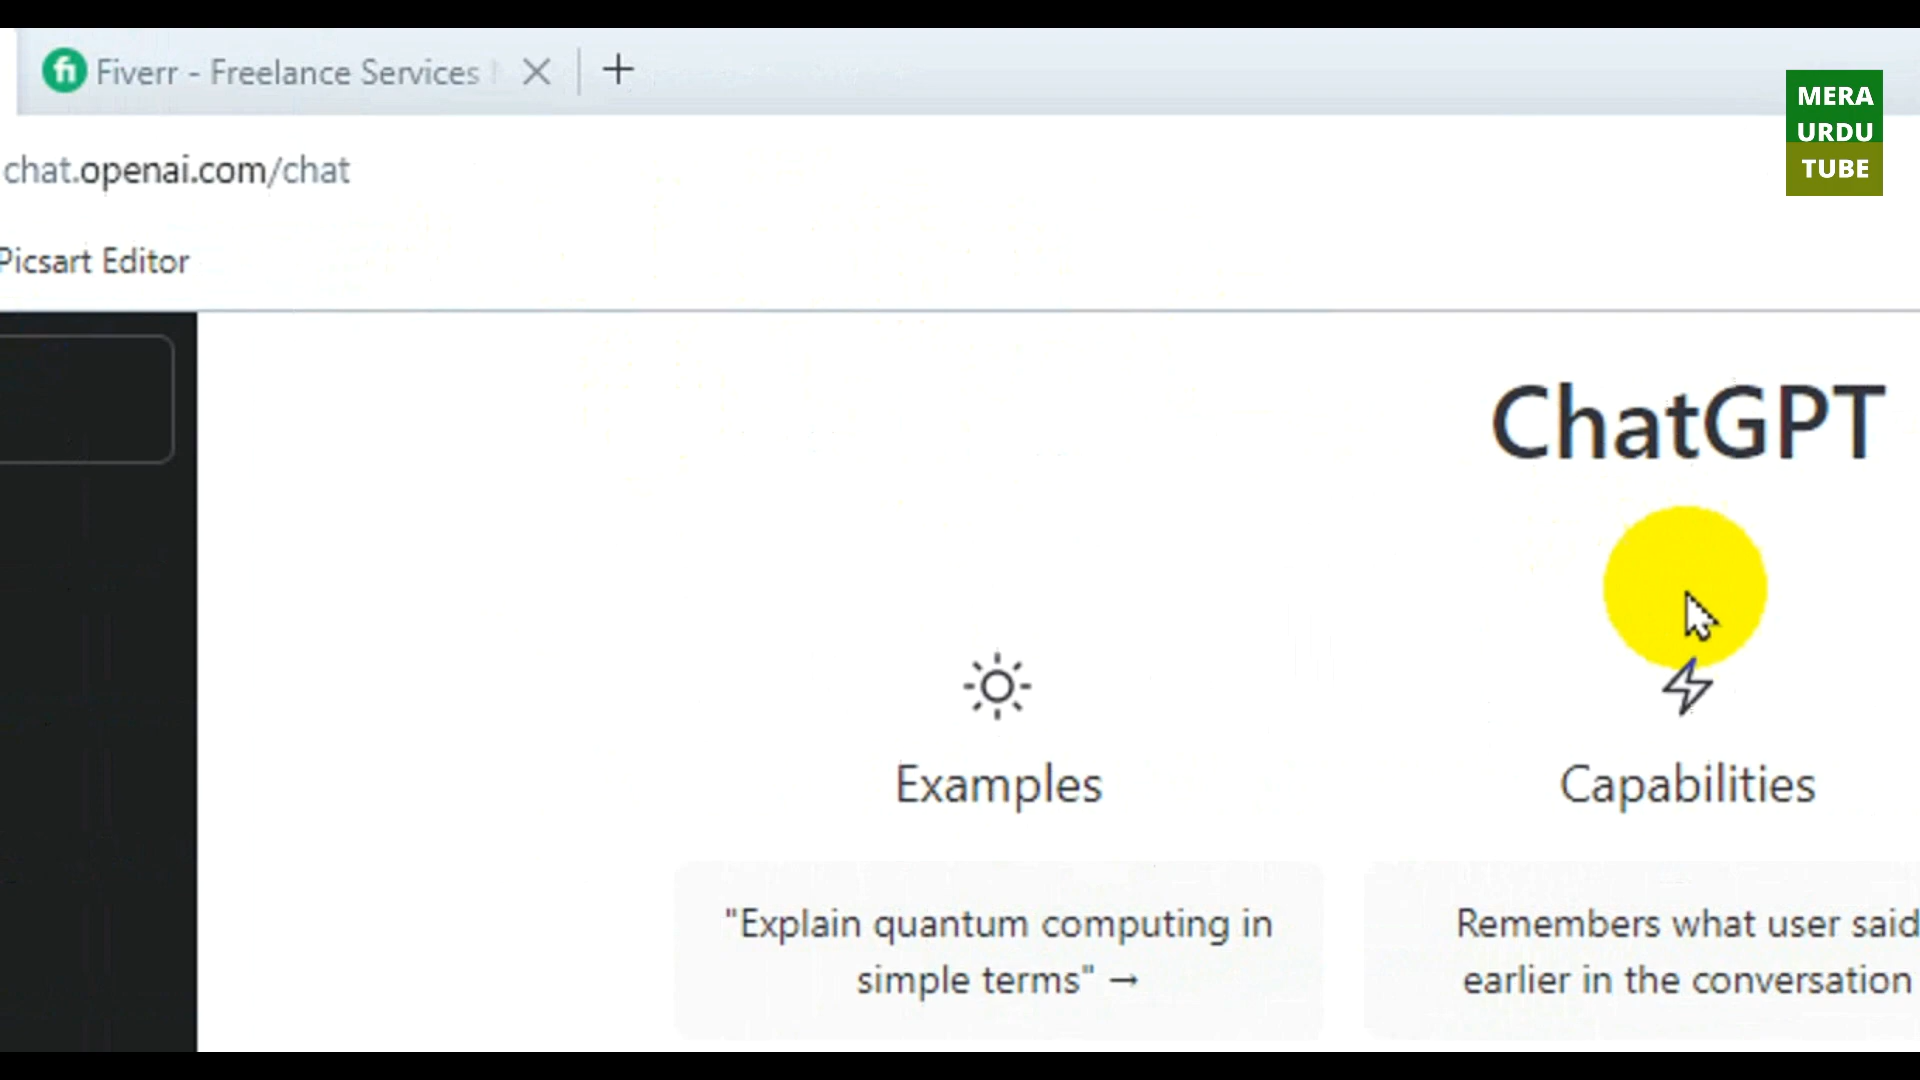 Fiverr - Freelance Services
MERA
URDU
TUBE
chat.openai.com/chat
Picsart Editor
ChatGPT
Examples
Capabilities
"Explain quantum computing in
simple terms" →
Remembers what user said
earlier in the conversation